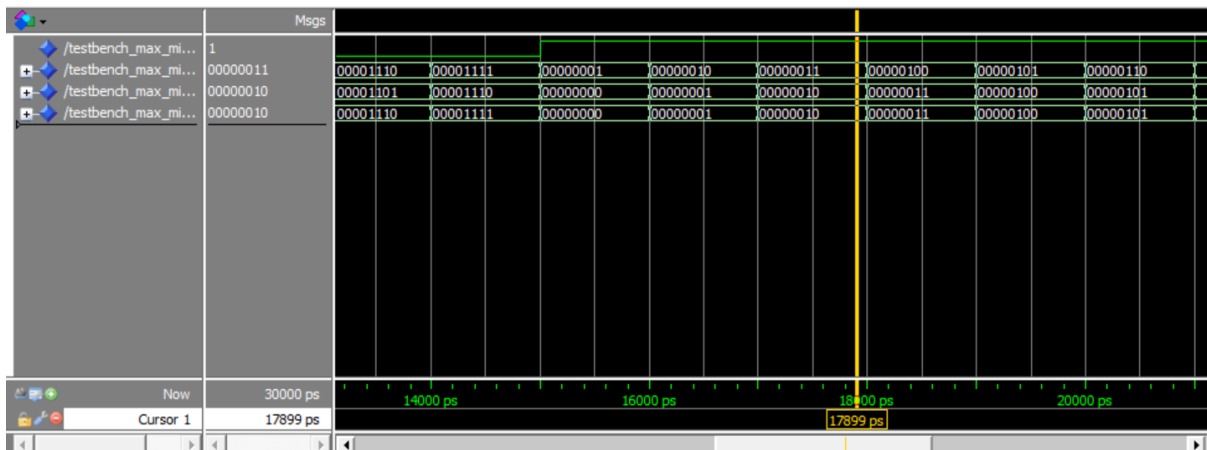 Msgs
/testbench_max_mi... 1
/testbench_max_mi... 00000011 00001110 00001111 00000001 00000010 00000011 00000100 00000101 00000110
/testbench_max_mi... 00000010 00001101 00001110 00000000 00000001 00000010 00000011 00000100 00000101
/testbench_max_mi... 00000010 00001110 00001111 00000000 00000001 00000010 00000011 00000100 00000101
Now 30000 ps 14000 ps 16000 ps 18000 ps 20000 ps
Cursor 1 17899 ps 17899 ps